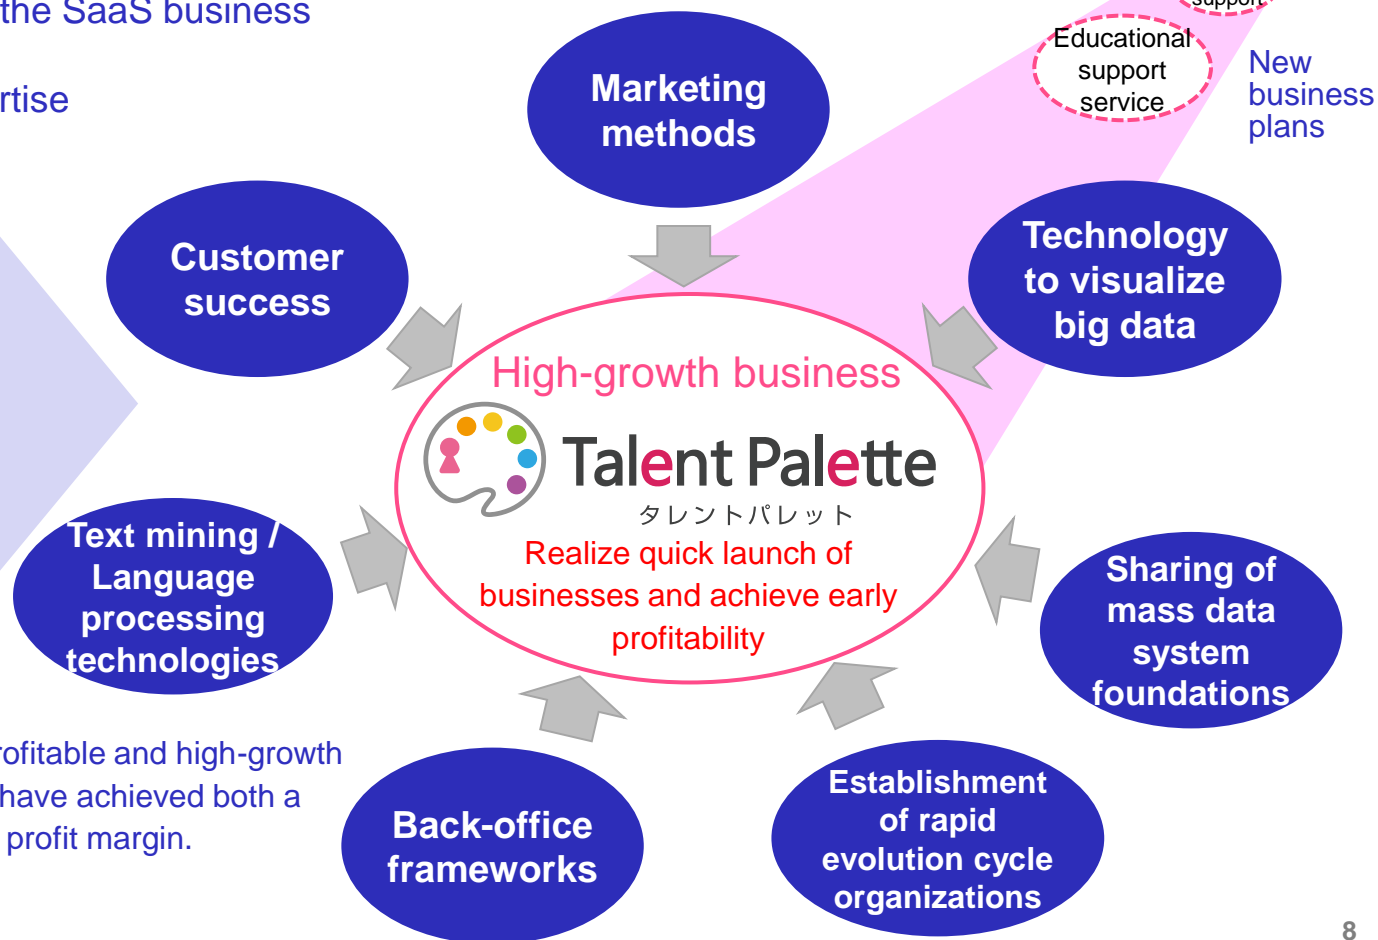 the SaaS business
rtise
support
Educational
support
service
New
business
plans
Marketing
methods
Customer
success
Technology
to visualize
big data
High-growth business
Talent Palette
タレントパレット
Realize quick launch of
businesses and achieve early
profitability
Text mining /
Language
processing
technologies
Sharing of
mass data
system
foundations
rofitable and high-growth
have achieved both a
profit margin.
Back-office
frameworks
Establishment
of rapid
evolution cycle
organizations
8